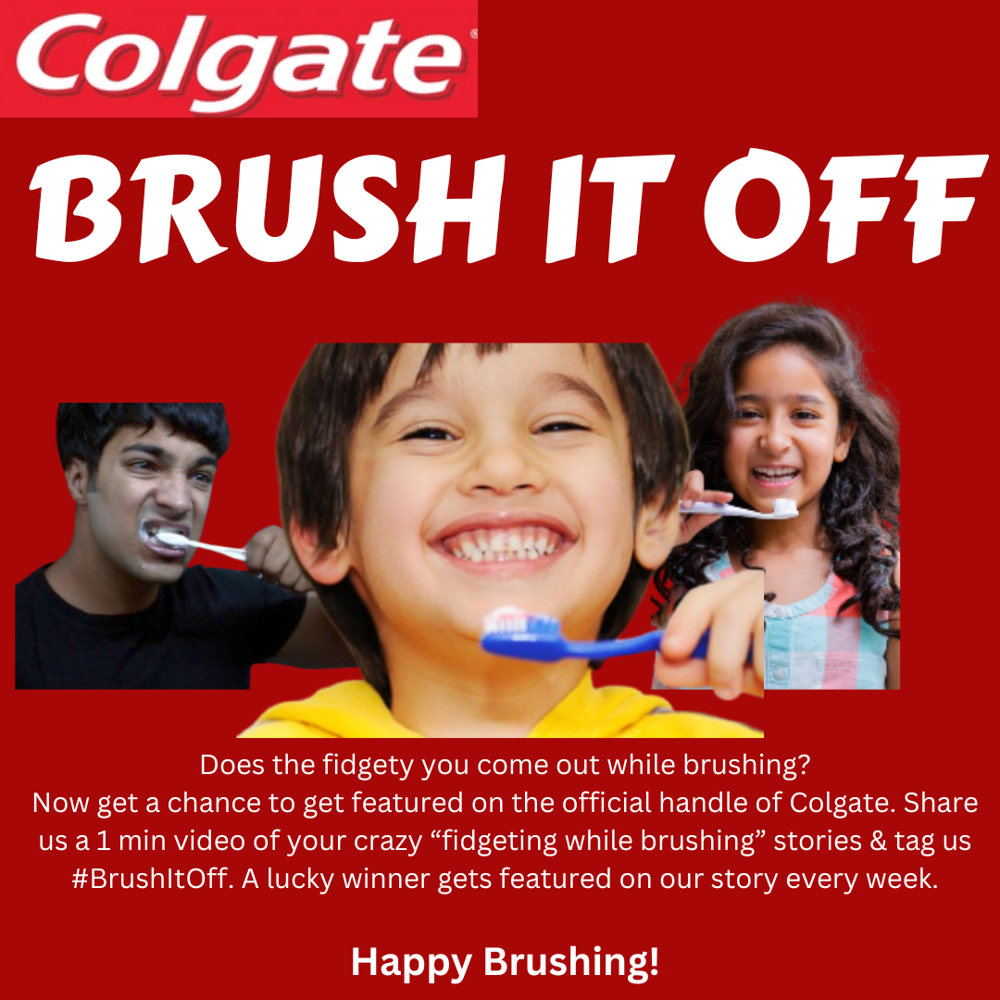 Colgate®
BRUSH IT OFF
Does the fidgety you come out while brushing?
Now get a chance to get featured on the official handle of Colgate. Share
us a 1 min video of your crazy “fidgeting while brushing” stories & tag us
#BrushItOff. A lucky winner gets featured on our story every week.
Happy Brushing!